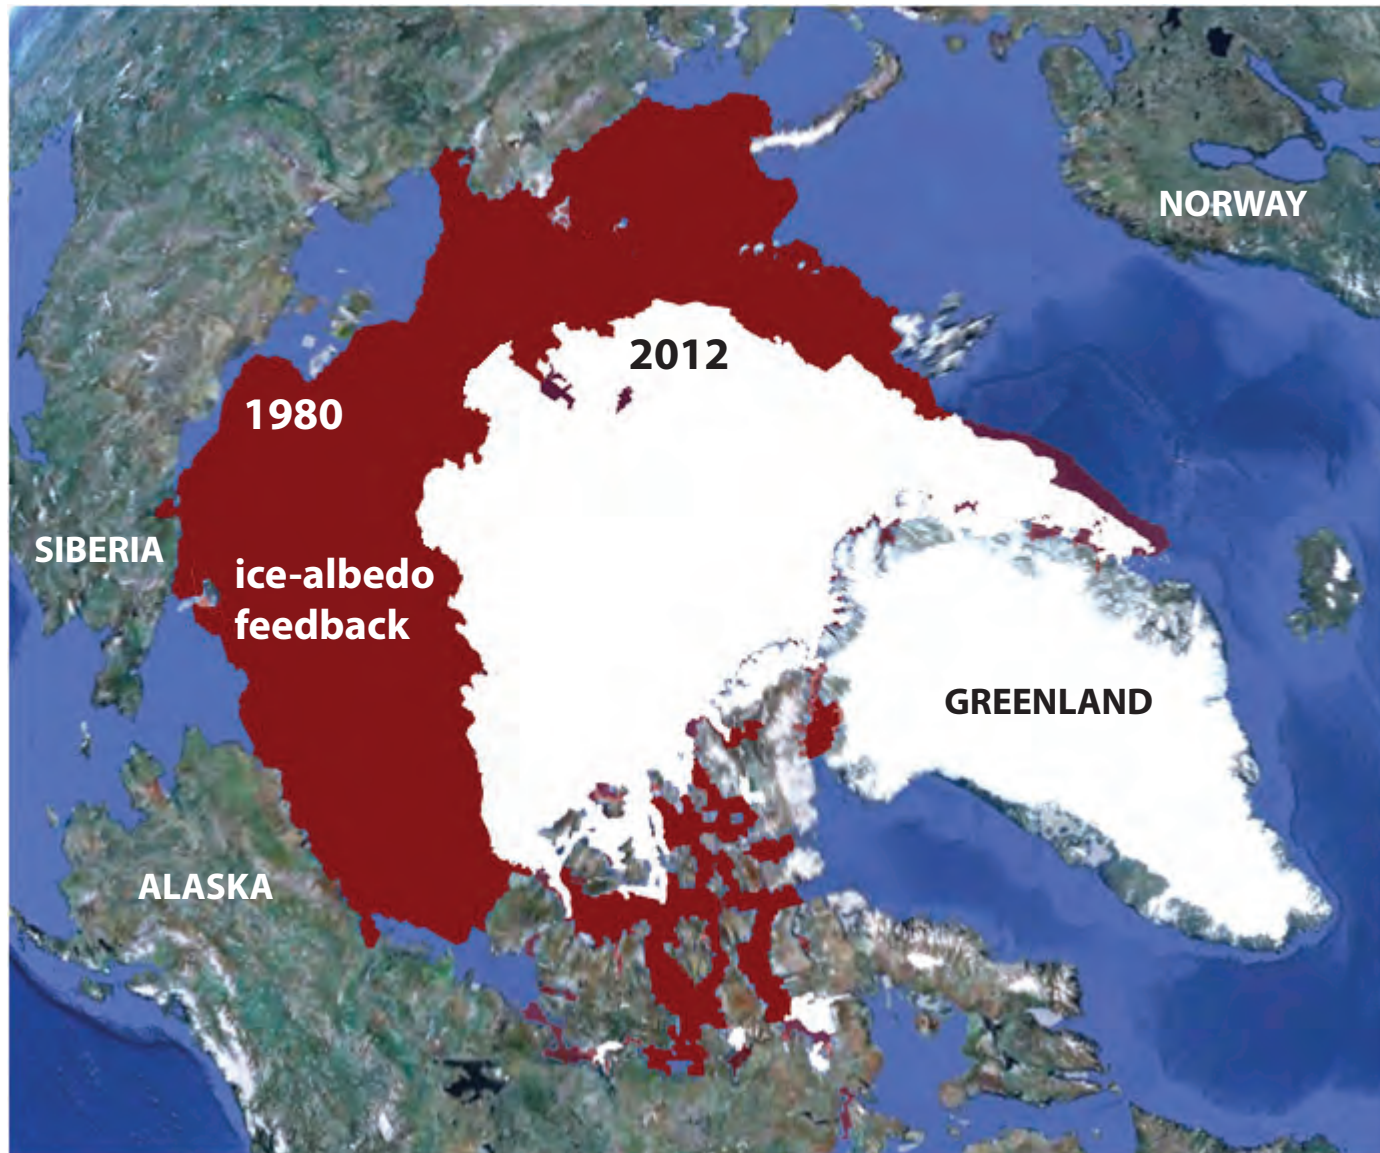 NORWAY
2012
1980
SIBERIA
ice-albedo
feedback
GREENLAND
ALASKA